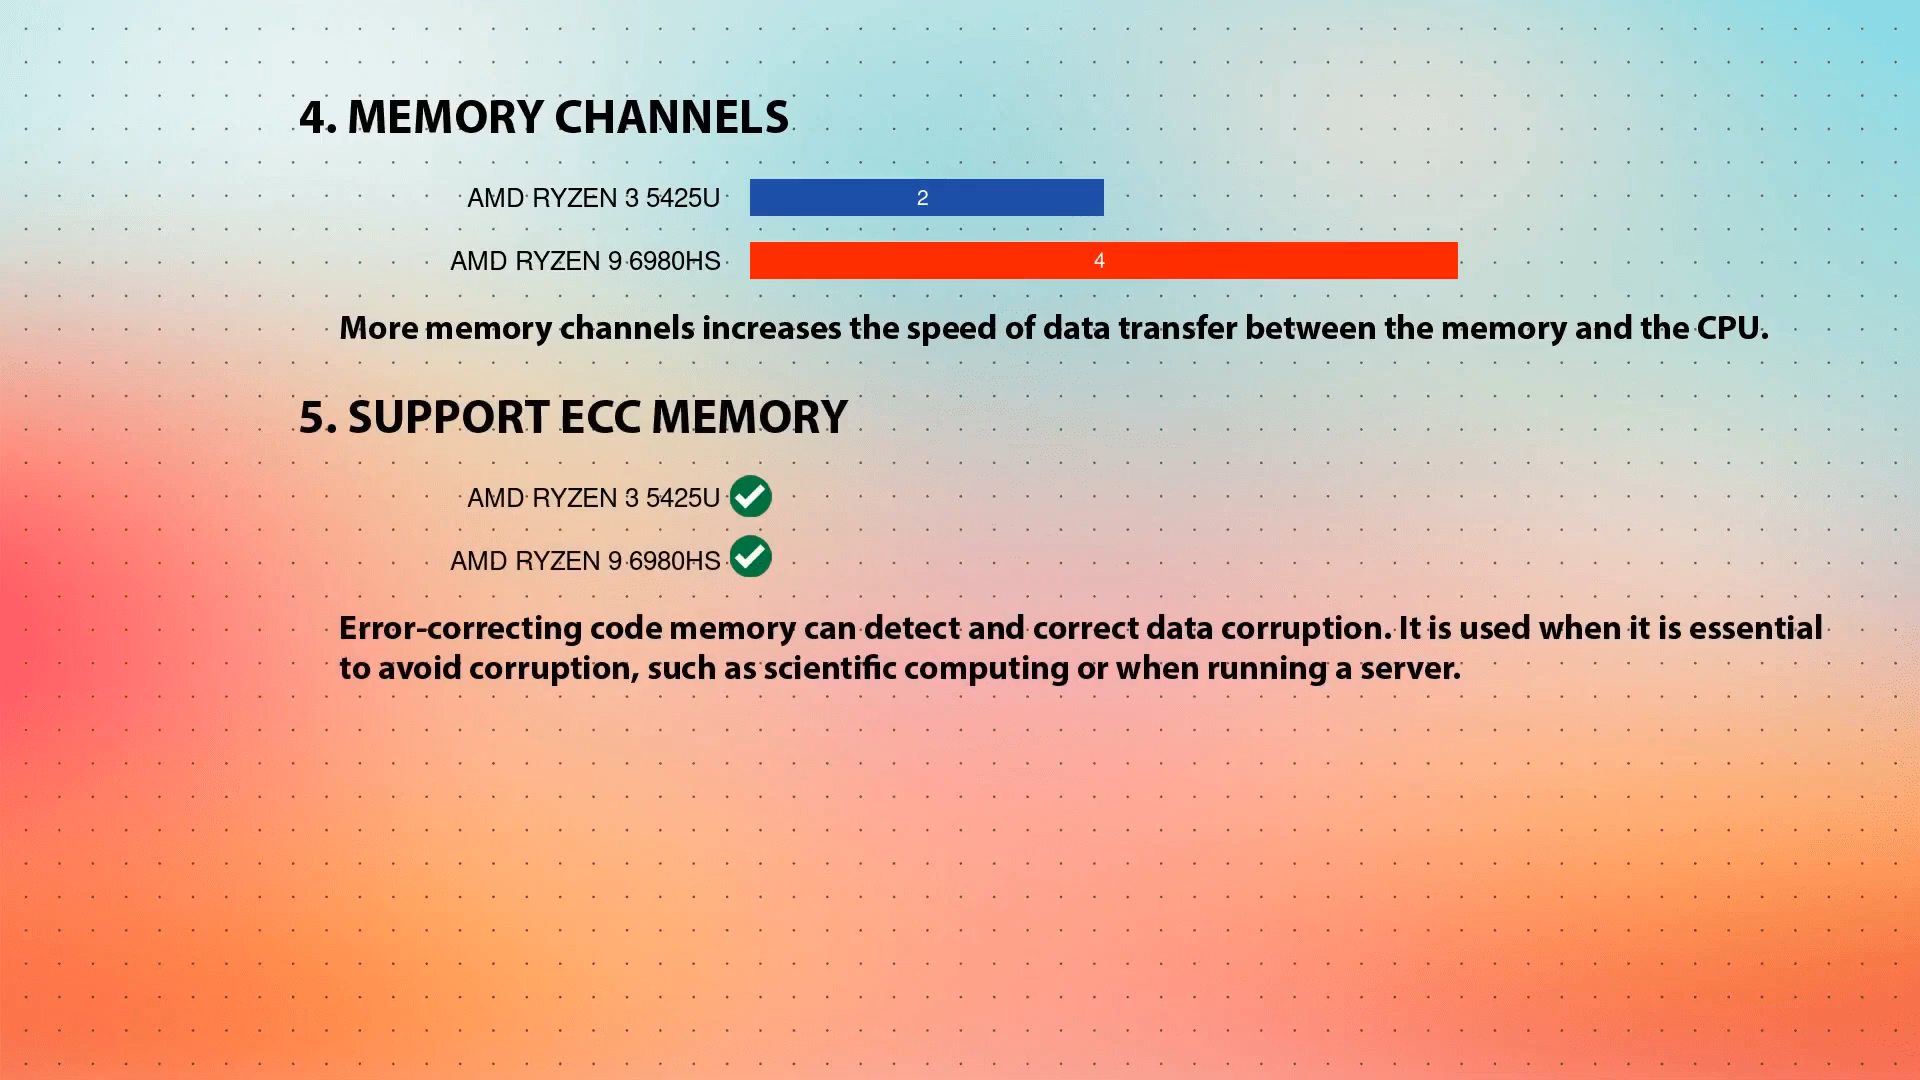 4. MEMORY CHANNELS
AMD RYZEN 3 5425U
2
AMD RYZEN 9 6980HS
4
More memory channels increases the speed of data transfer between the memory and the CPU.
5. SUPPORT ECC MEMORY
AMD RYZEN 3 5425U
AMD RYZEN 9 6980HS
Error-correcting code memory can detect and correct data corruption. It is used when it is essential
to avoid corruption, such as scientific computing or when running a server.